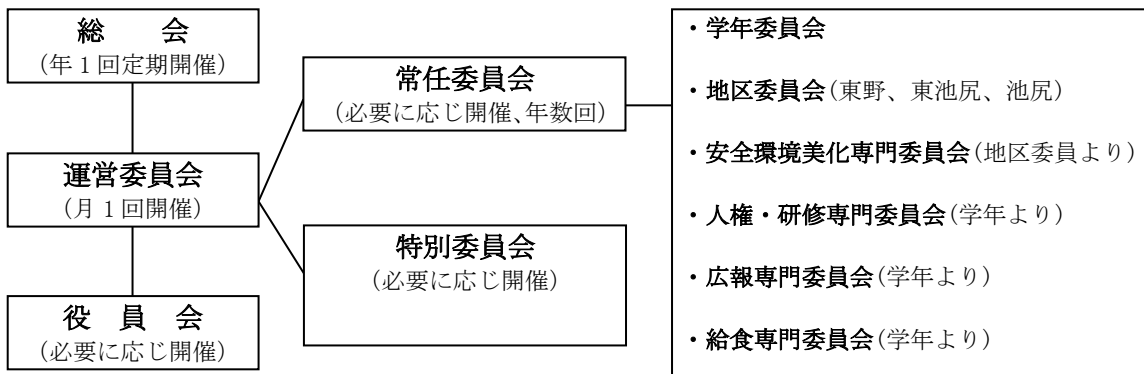 総　会
(年1回定期開催)
運営委員会
(月1回開催)
役　員　会
(必要に応じ開催)
常任委員会
(必要に応じ開催、年数回)
特別委員会
(必要に応じ開催)
・学年委員会
・地区委員会(東野、東池尻、池尻)
・安全環境美化専門委員会(地区委員より)
・人権・研修専門委員会(学年より)
・広報専門委員会(学年より)
・給食専門委員会(学年より)